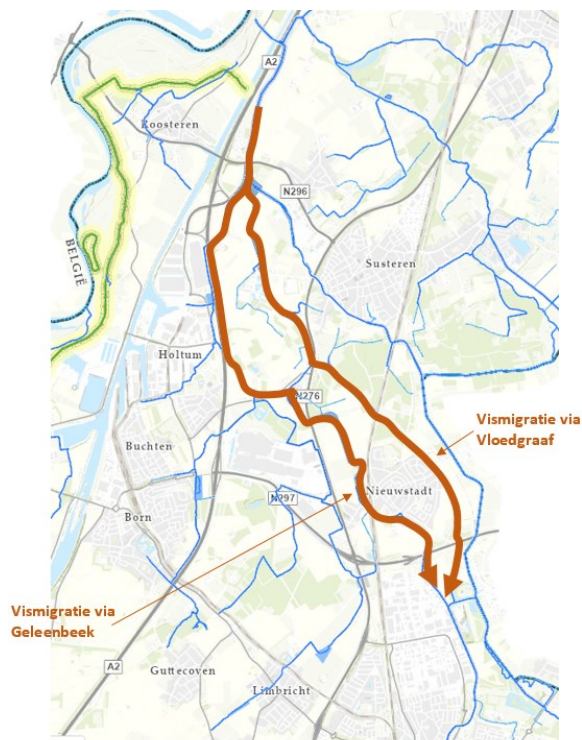 A2
Roosteren
N296
BELGIË
Susteren
Holtum
N276
Vismigratie via
Vloedgraaf
Buchten
Nieuwstadt
N297
Born
Vismigratie via
Geleenbeek
A2
Guttecoven
Limbricht